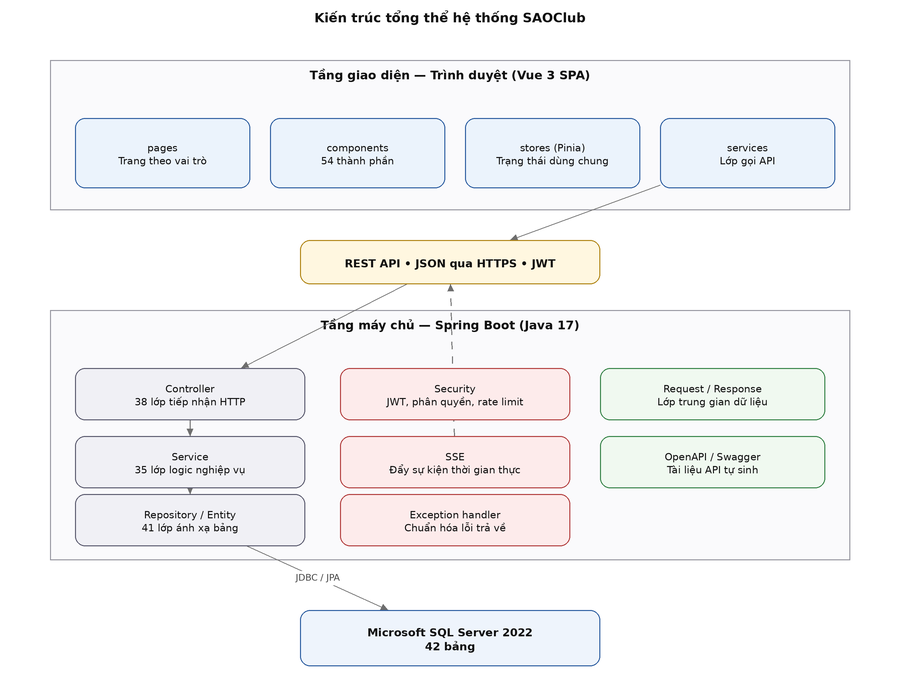 Kiến trúc tổng thể hệ thống SAOClub
Tầng giao diện — Trình duyệt (Vue 3 SPA)
pages
Trang theo vai trò
components
54 thành phần
stores (Pinia)
Trạng thái dùng chung
services
Lớp gọi API
REST API • JSON qua HTTPS • JWT
Tầng máy chủ — Spring Boot (Java 17)
Controller
38 lớp tiếp nhận HTTP
Security
JWT, phân quyền, rate limit
Request / Response
Lớp trung gian dữ liệu
Service
35 lớp logic nghiệp vụ
SSE
Đẩy sự kiện thời gian thực
OpenAPI / Swagger
Tài liệu API tự sinh
Repository / Entity
41 lớp ánh xạ bảng
Exception handler
Chuẩn hóa lỗi trả về
JDBC / JPA
Microsoft SQL Server 2022
42 bảng